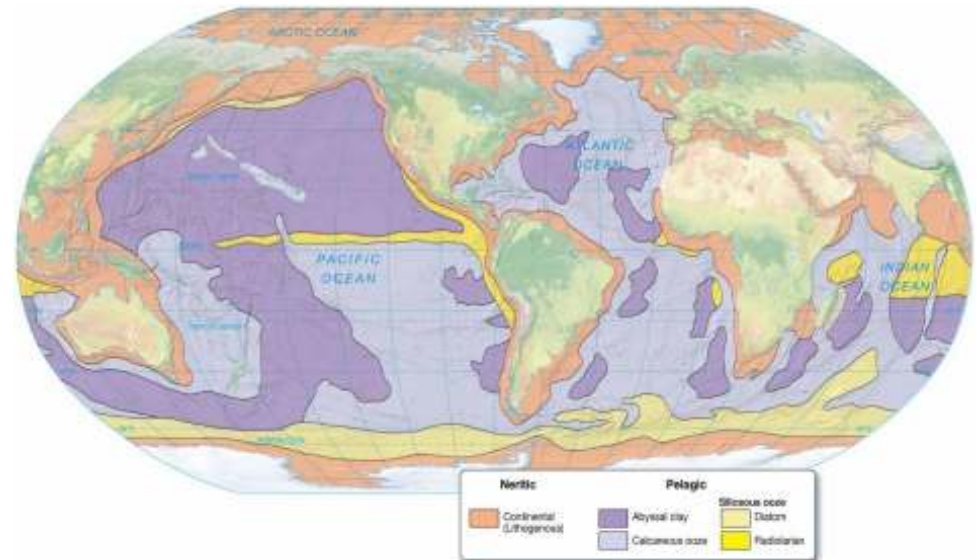 ARCTIC OCEAN
ATLANTIC
OCEAN
PACIFIC
OCEAN
INDIAN
OCEAN
Neritic
Pelagic
Siliceous ooze
Continental
(Lithogenous)
Abyssal clay
Calcareous ooze
Diatom
Radiolarian